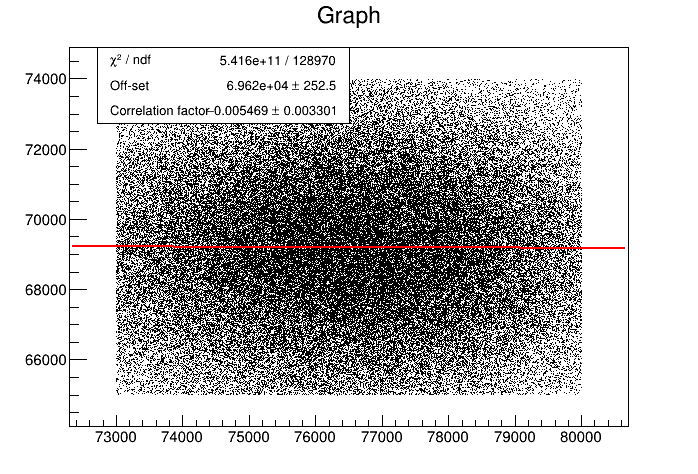 Graph
χ² / ndf 5.416e+11 / 128970
Off-set 6.962e+04 ± 252.5
Correlation factor-0.005469 ± 0.003301
74000
72000
70000
68000
66000
73000 74000 75000 76000 77000 78000 79000 80000